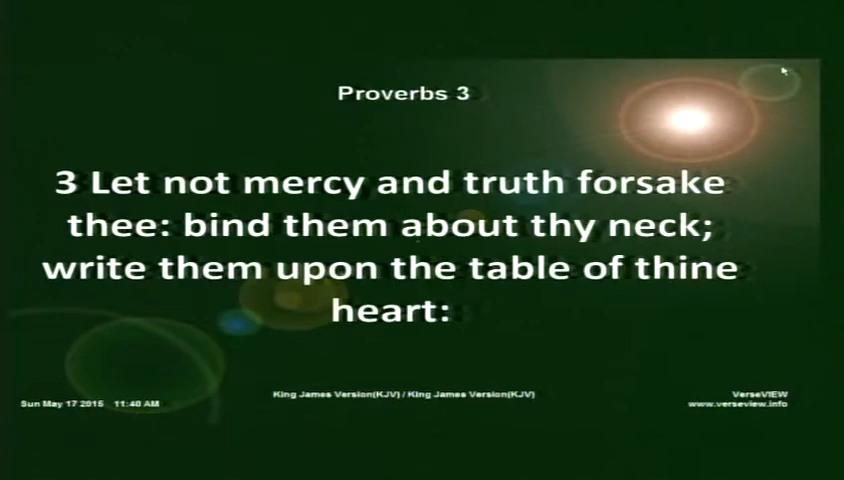 Proverbs 3
3 Let not mercy and truth forsake
thee: bind them about thy neck;
write them upon the table of thine
heart:
King James Version(KJV) / King James Version(KJV)
VerseVIEW
Sun May 17 2015 11:40 AM
www.verseview.info